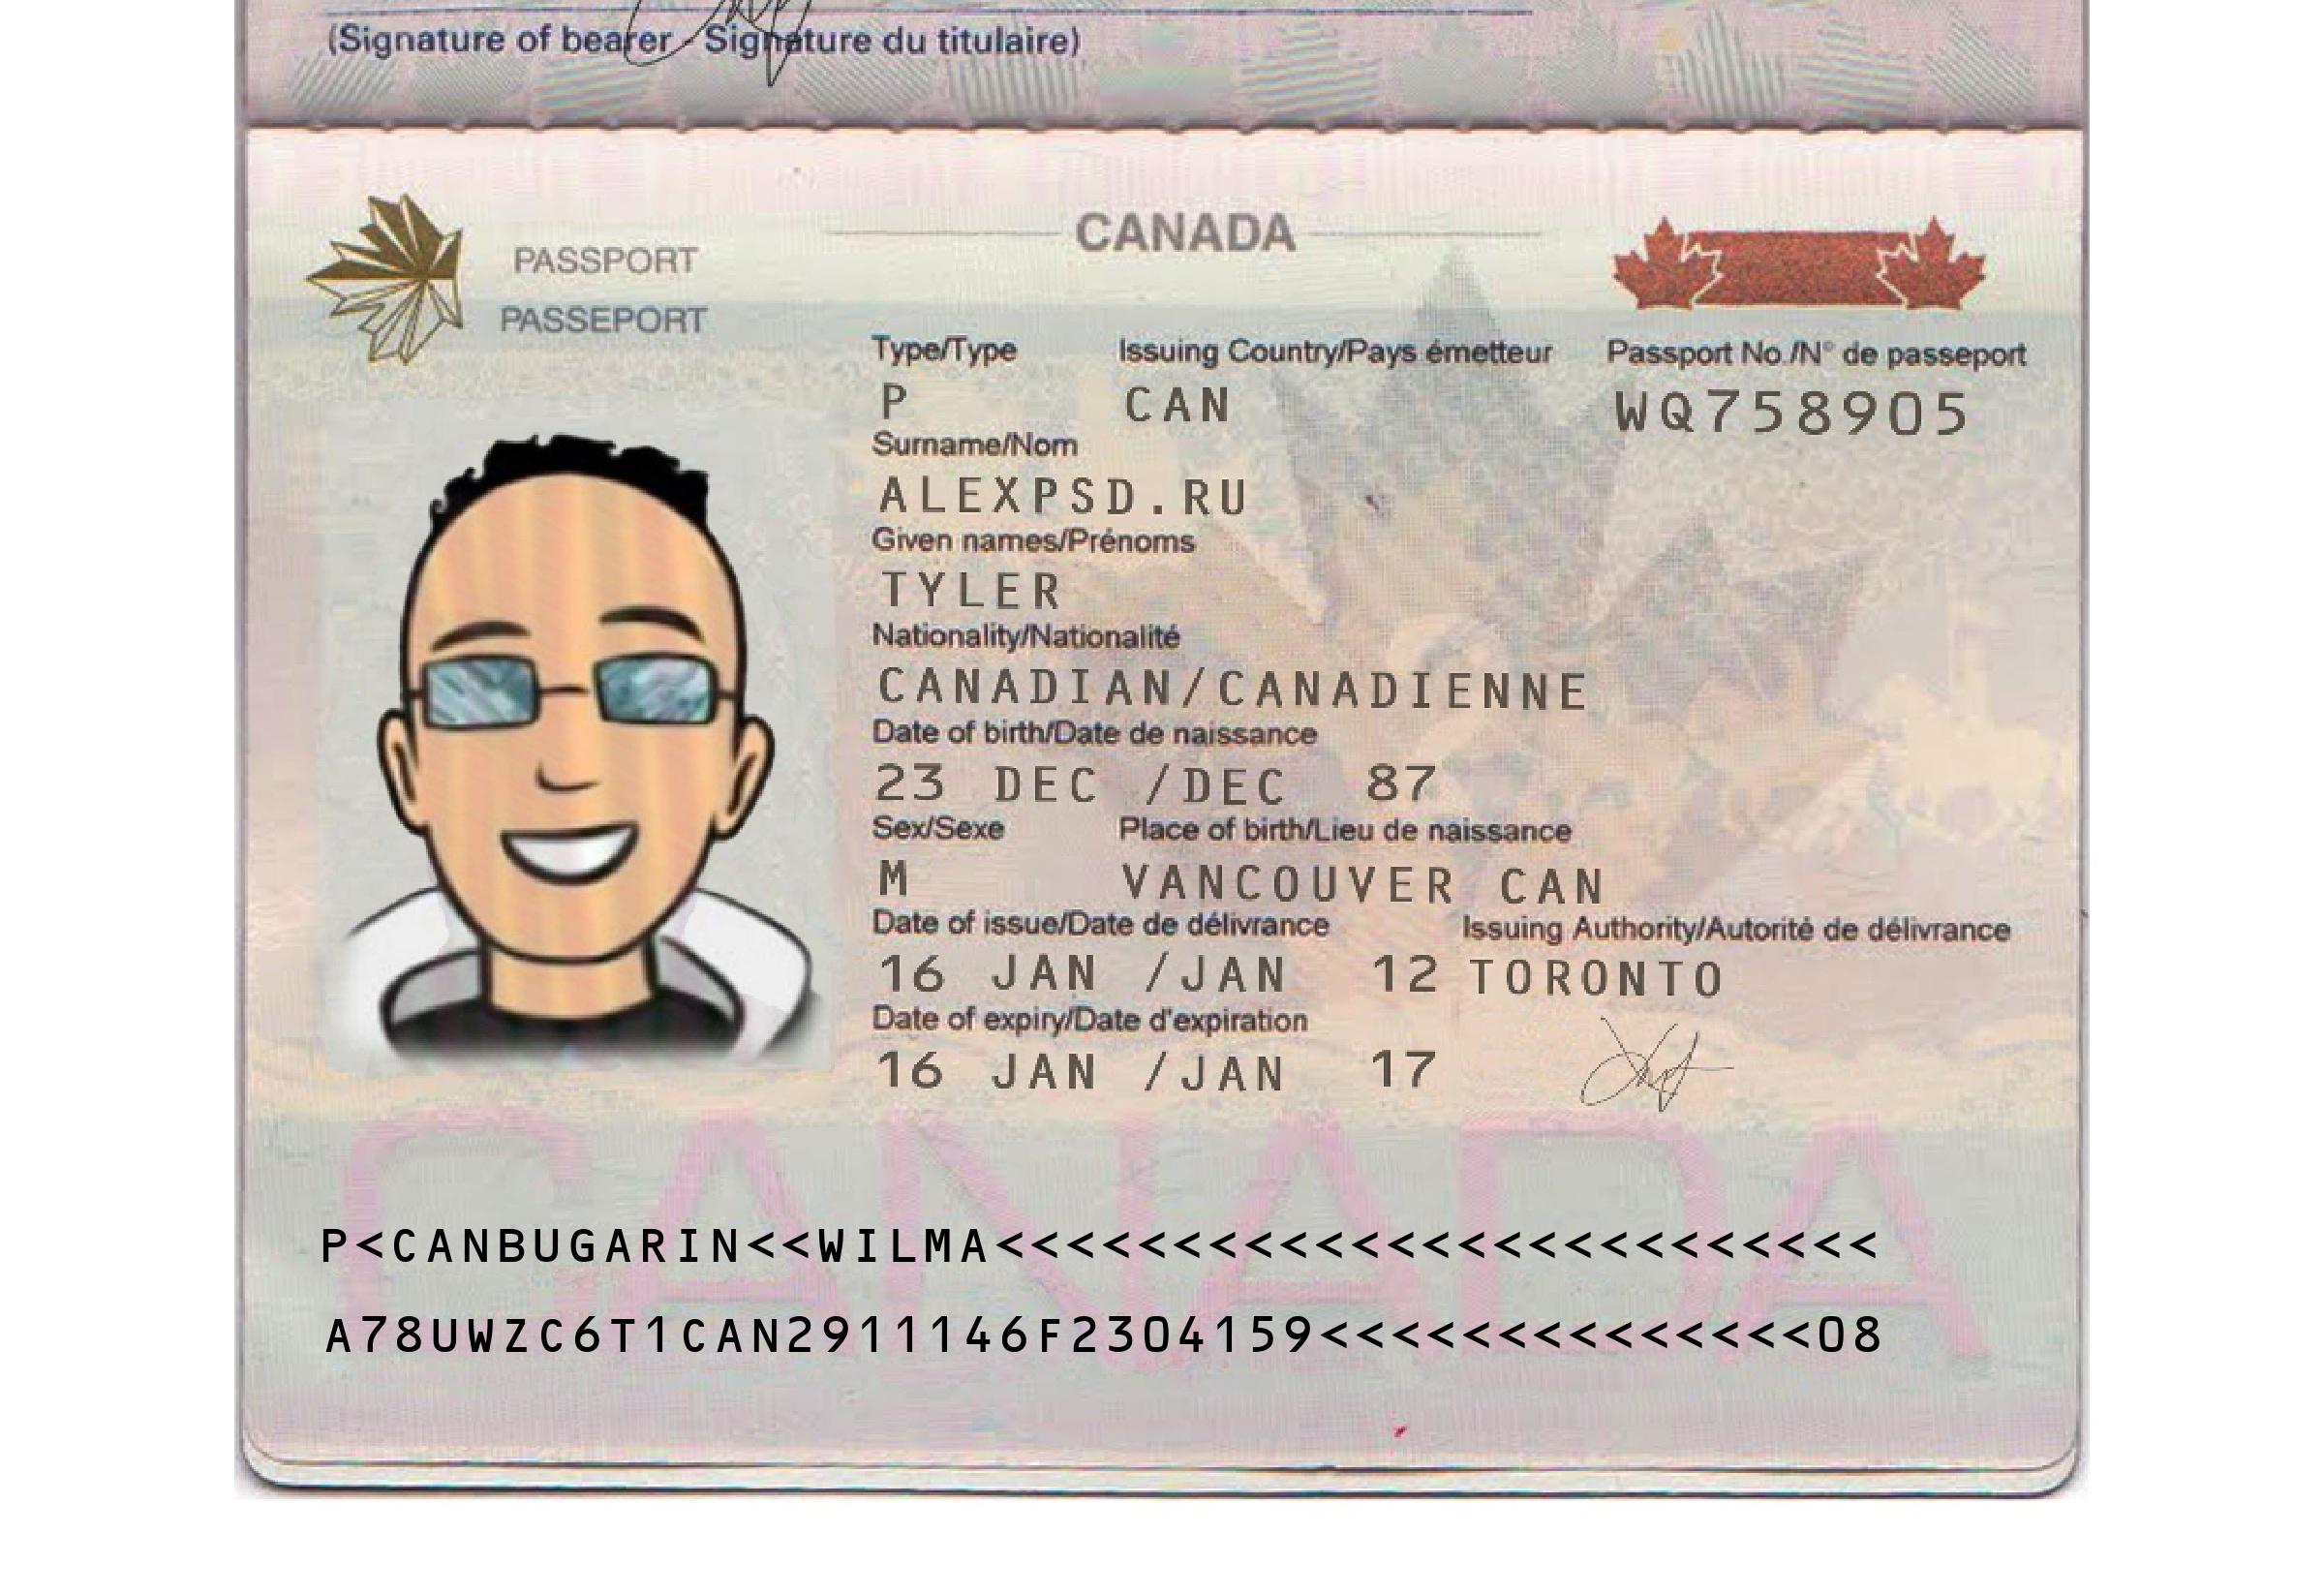 (Signature of bearer - Signature du titulaire)
CANADA
PASSPORT
PASSEPORT
Type/Type Issuing Country/Pays émetteur Passport No./N° de passeport
P CAN WQ758905
Surname/Nom
ALEXPSD.RU
Given names/Prénoms
TYLER
Nationality/Nationalité
CANADIAN/CANADIENNE
Date of birth/Date de naissance
23 DEC /DEC 87
Sex/Sexe Place of birth/Lieu de naissance
M VANCOUVER CAN
Date of issue/Date de délivrance Issuing Authority/Autorité de délivrance
16 JAN /JAN 12 TORONTO
Date of expiry/Date d'expiration
16 JAN /JAN 17
CANADA
P<CANBUGARIN<<WILMA<<<<<<<<<<<<<<<<<<<<<<<<<
A78UWZC6T1CAN2911146F2304159<<<<<<<<<<<<<<08